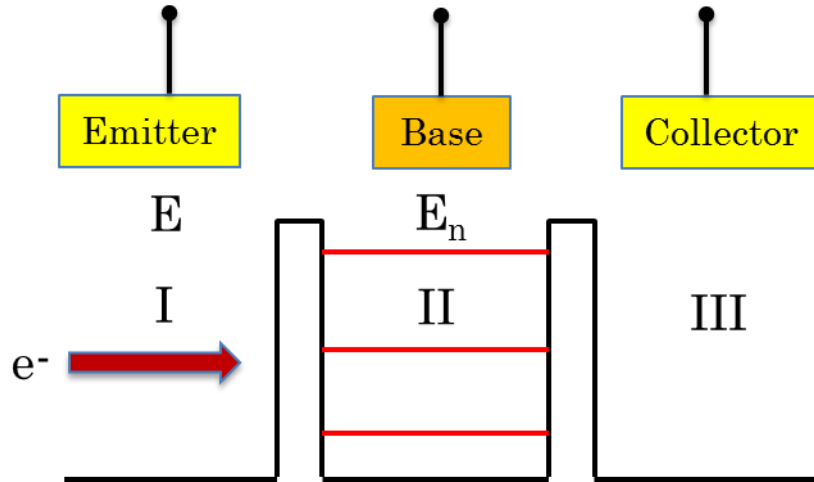 Emitter
Base
Collector
E
Eₙ
I
II
III
e-